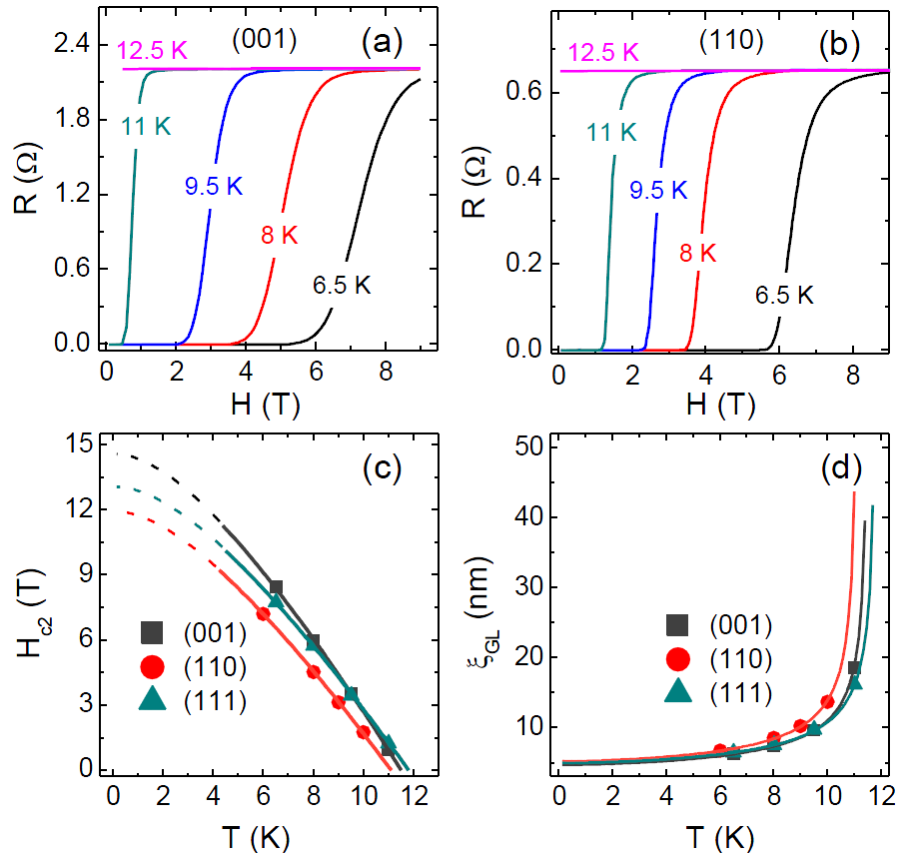 (001)
(a)
12.5 K
11 K
9.5 K
8 K
6.5 K
2.4
1.8
1.2
0.6
0.0
R (Ω)
0 2 4 6 8
H (T)
(110)
(b)
12.5 K
11 K
9.5 K
8 K
6.5 K
0.6
0.4
0.2
0.0
R (Ω)
0 2 4 6 8
H (T)
(c)
15
12
9
6
3
0
H_c2 (T)
(001)
(110)
(111)
0 2 4 6 8 10 12
T (K)
(d)
50
40
30
20
10
ξ_GL (nm)
(001)
(110)
(111)
0 2 4 6 8 10 12
T (K)